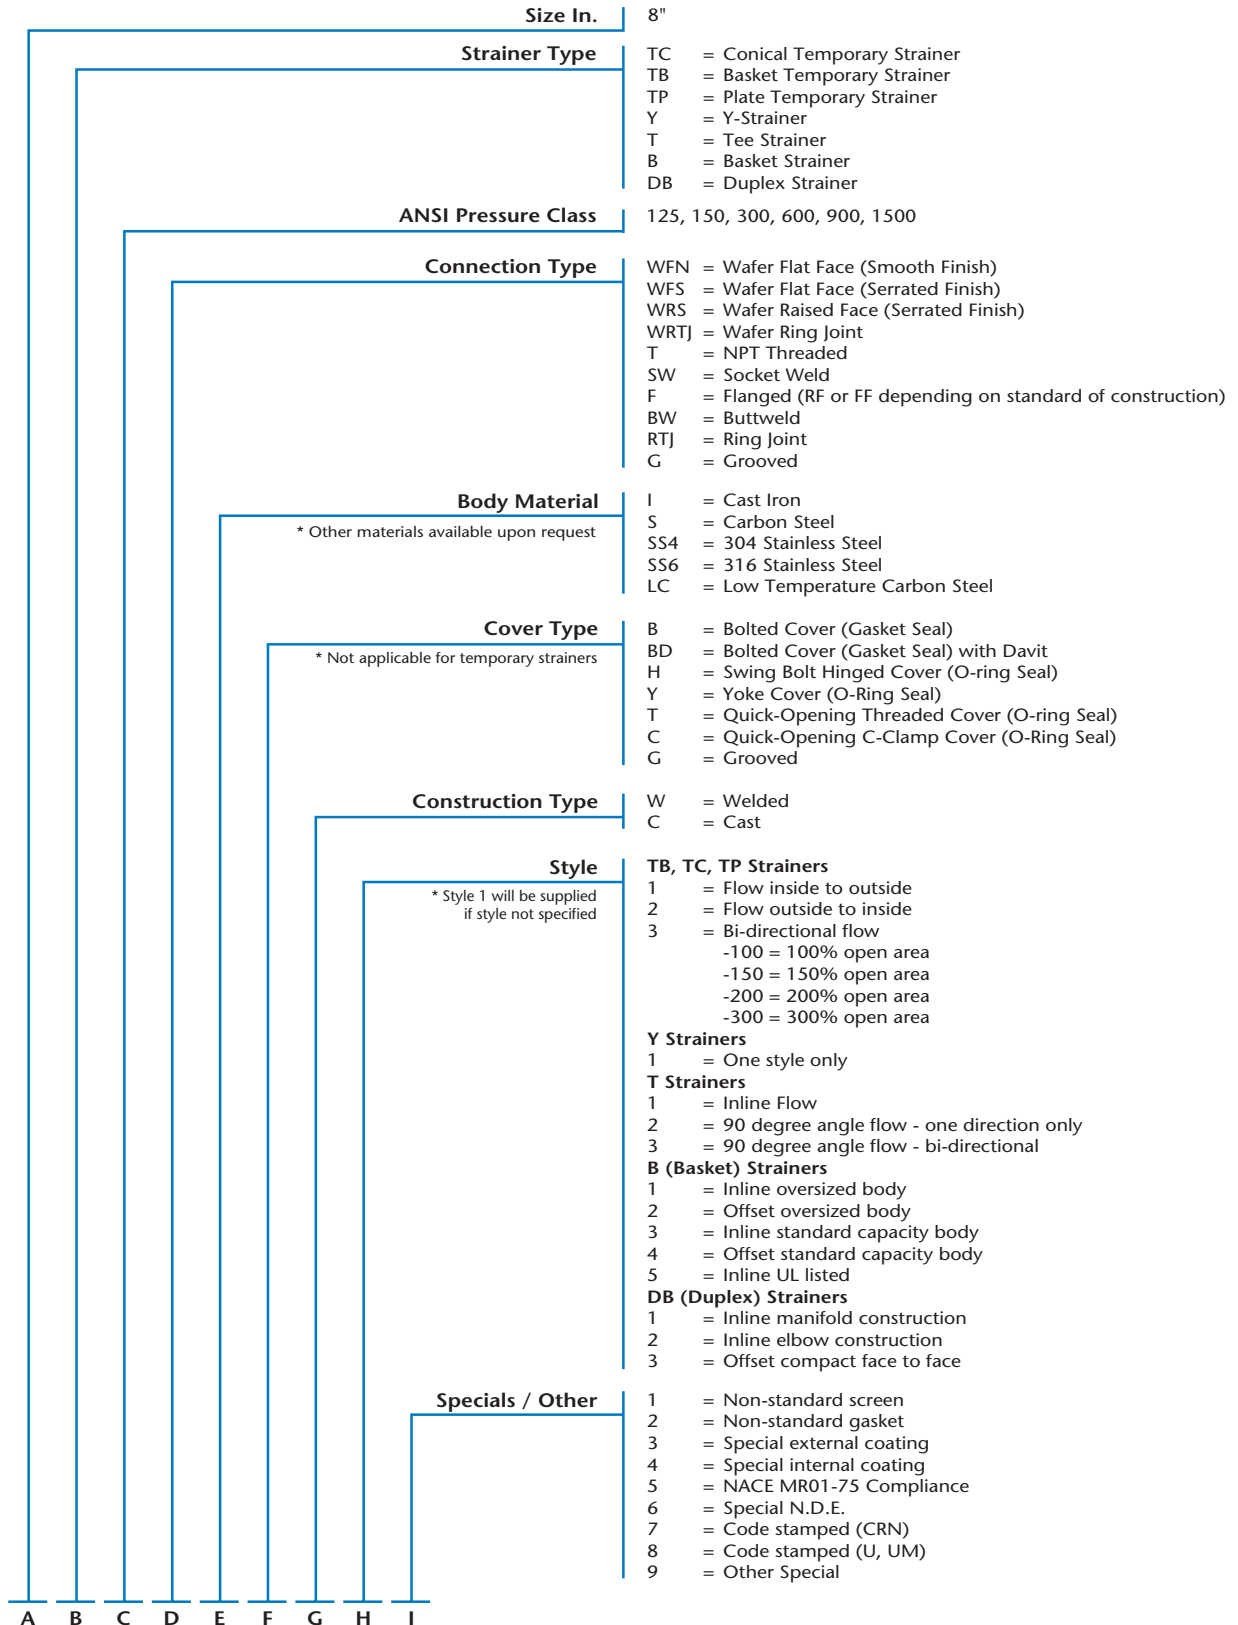 Size In. 8"
Strainer Type TC = Conical Temporary Strainer
TB = Basket Temporary Strainer
TP = Plate Temporary Strainer
Y = Y-Strainer
T = Tee Strainer
B = Basket Strainer
DB = Duplex Strainer
ANSI Pressure Class 125, 150, 300, 600, 900, 1500
Connection Type WFN = Wafer Flat Face (Smooth Finish)
WFS = Wafer Flat Face (Serrated Finish)
WRS = Wafer Raised Face (Serrated Finish)
WRTJ = Wafer Ring Joint
T = NPT Threaded
SW = Socket Weld
F = Flanged (RF or FF depending on standard of construction)
BW = Buttweld
RTJ = Ring Joint
G = Grooved
Body Material I = Cast Iron
* Other materials available upon request S = Carbon Steel
SS4 = 304 Stainless Steel
SS6 = 316 Stainless Steel
LC = Low Temperature Carbon Steel
Cover Type B = Bolted Cover (Gasket Seal)
* Not applicable for temporary strainers BD = Bolted Cover (Gasket Seal) with Davit
H = Swing Bolt Hinged Cover (O-ring Seal)
Y = Yoke Cover (O-Ring Seal)
T = Quick-Opening Threaded Cover (O-ring Seal)
C = Quick-Opening C-Clamp Cover (O-Ring Seal)
G = Grooved
Construction Type W = Welded
C = Cast
Style TB, TC, TP Strainers
* Style 1 will be supplied 1 = Flow inside to outside
if style not specified 2 = Flow outside to inside
3 = Bi-directional flow
-100 = 100% open area
-150 = 150% open area
-200 = 200% open area
-300 = 300% open area
Y Strainers
1 = One style only
T Strainers
1 = Inline Flow
2 = 90 degree angle flow - one direction only
3 = 90 degree angle flow - bi-directional
B (Basket) Strainers
1 = Inline oversized body
2 = Offset oversized body
3 = Inline standard capacity body
4 = Offset standard capacity body
5 = Inline UL listed
DB (Duplex) Strainers
1 = Inline manifold construction
2 = Inline elbow construction
3 = Offset compact face to face
Specials / Other 1 = Non-standard screen
2 = Non-standard gasket
3 = Special external coating
4 = Special internal coating
5 = NACE MR01-75 Compliance
6 = Special N.D.E.
7 = Code stamped (CRN)
8 = Code stamped (U, UM)
9 = Other Special
A B C D E F G H I